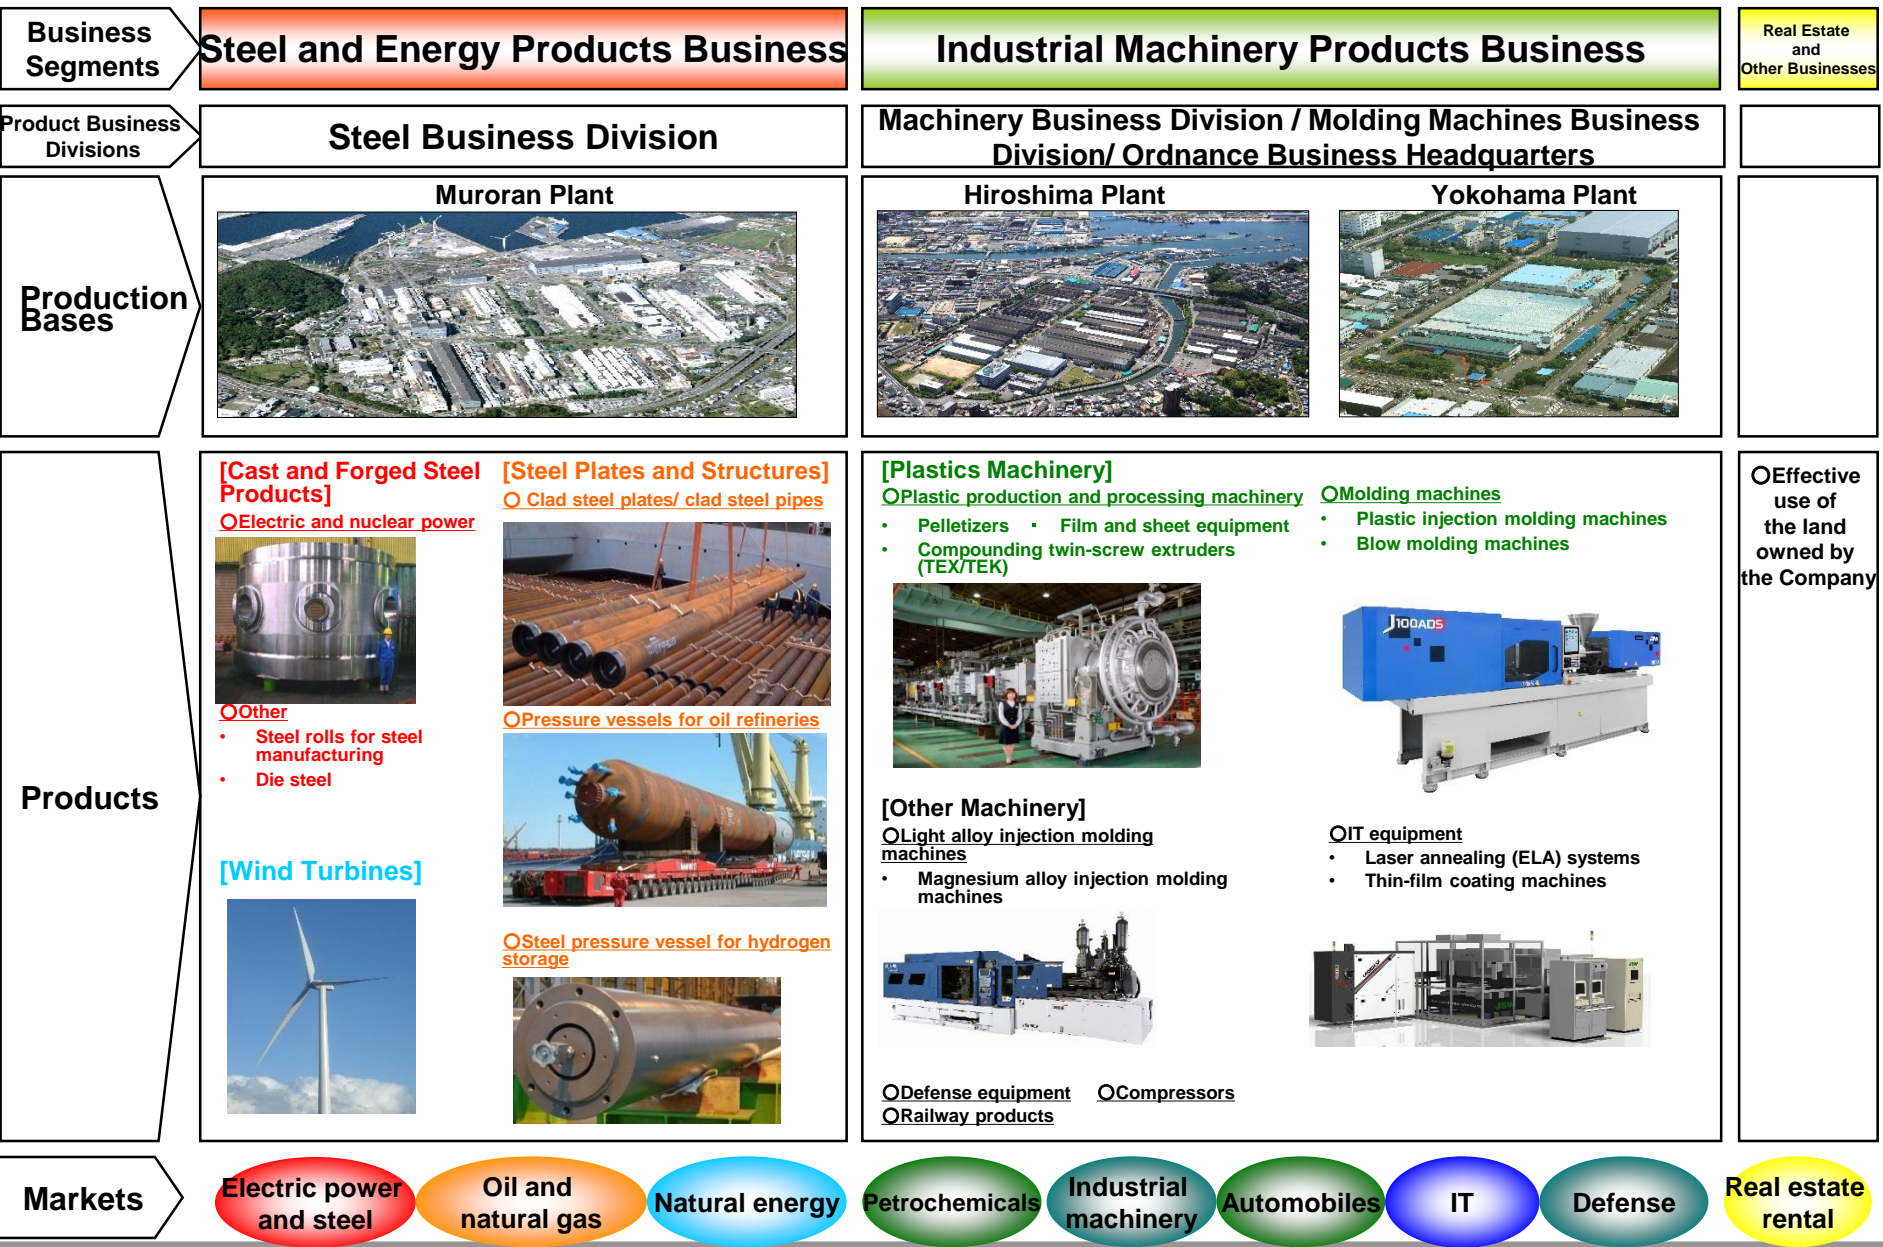 Business
Segments
Steel and Energy Products Business
Industrial Machinery Products Business
Real Estate
and
Other Businesses
Product Business
Divisions
Steel Business Division
Machinery Business Division / Molding Machines Business
Division/ Ordnance Business Headquarters
Production
Bases
Muroran Plant
Hiroshima Plant
Yokohama Plant
Products
[Cast and Forged Steel
Products]
○Electric and nuclear power
○Other
• Steel rolls for steel
manufacturing
• Die steel
[Wind Turbines]
[Steel Plates and Structures]
○ Clad steel plates/ clad steel pipes
○Pressure vessels for oil refineries
○Steel pressure vessel for hydrogen
storage
[Plastics Machinery]
○Plastic production and processing machinery
• Pelletizers ・ Film and sheet equipment
• Compounding twin-screw extruders
(TEX/TEK)
○Molding machines
• Plastic injection molding machines
• Blow molding machines
J100ADS
JSW
[Other Machinery]
○Light alloy injection molding
machines
• Magnesium alloy injection molding
machines
○IT equipment
• Laser annealing (ELA) systems
• Thin-film coating machines
JSW
JSW
○Defense equipment ○Compressors
○Railway products
○Effective
use of
the land
owned by
the Company
Markets
Electric power
and steel
Oil and
natural gas
Natural energy
Petrochemicals
Industrial
machinery
Automobiles
IT
Defense
Real estate
rental